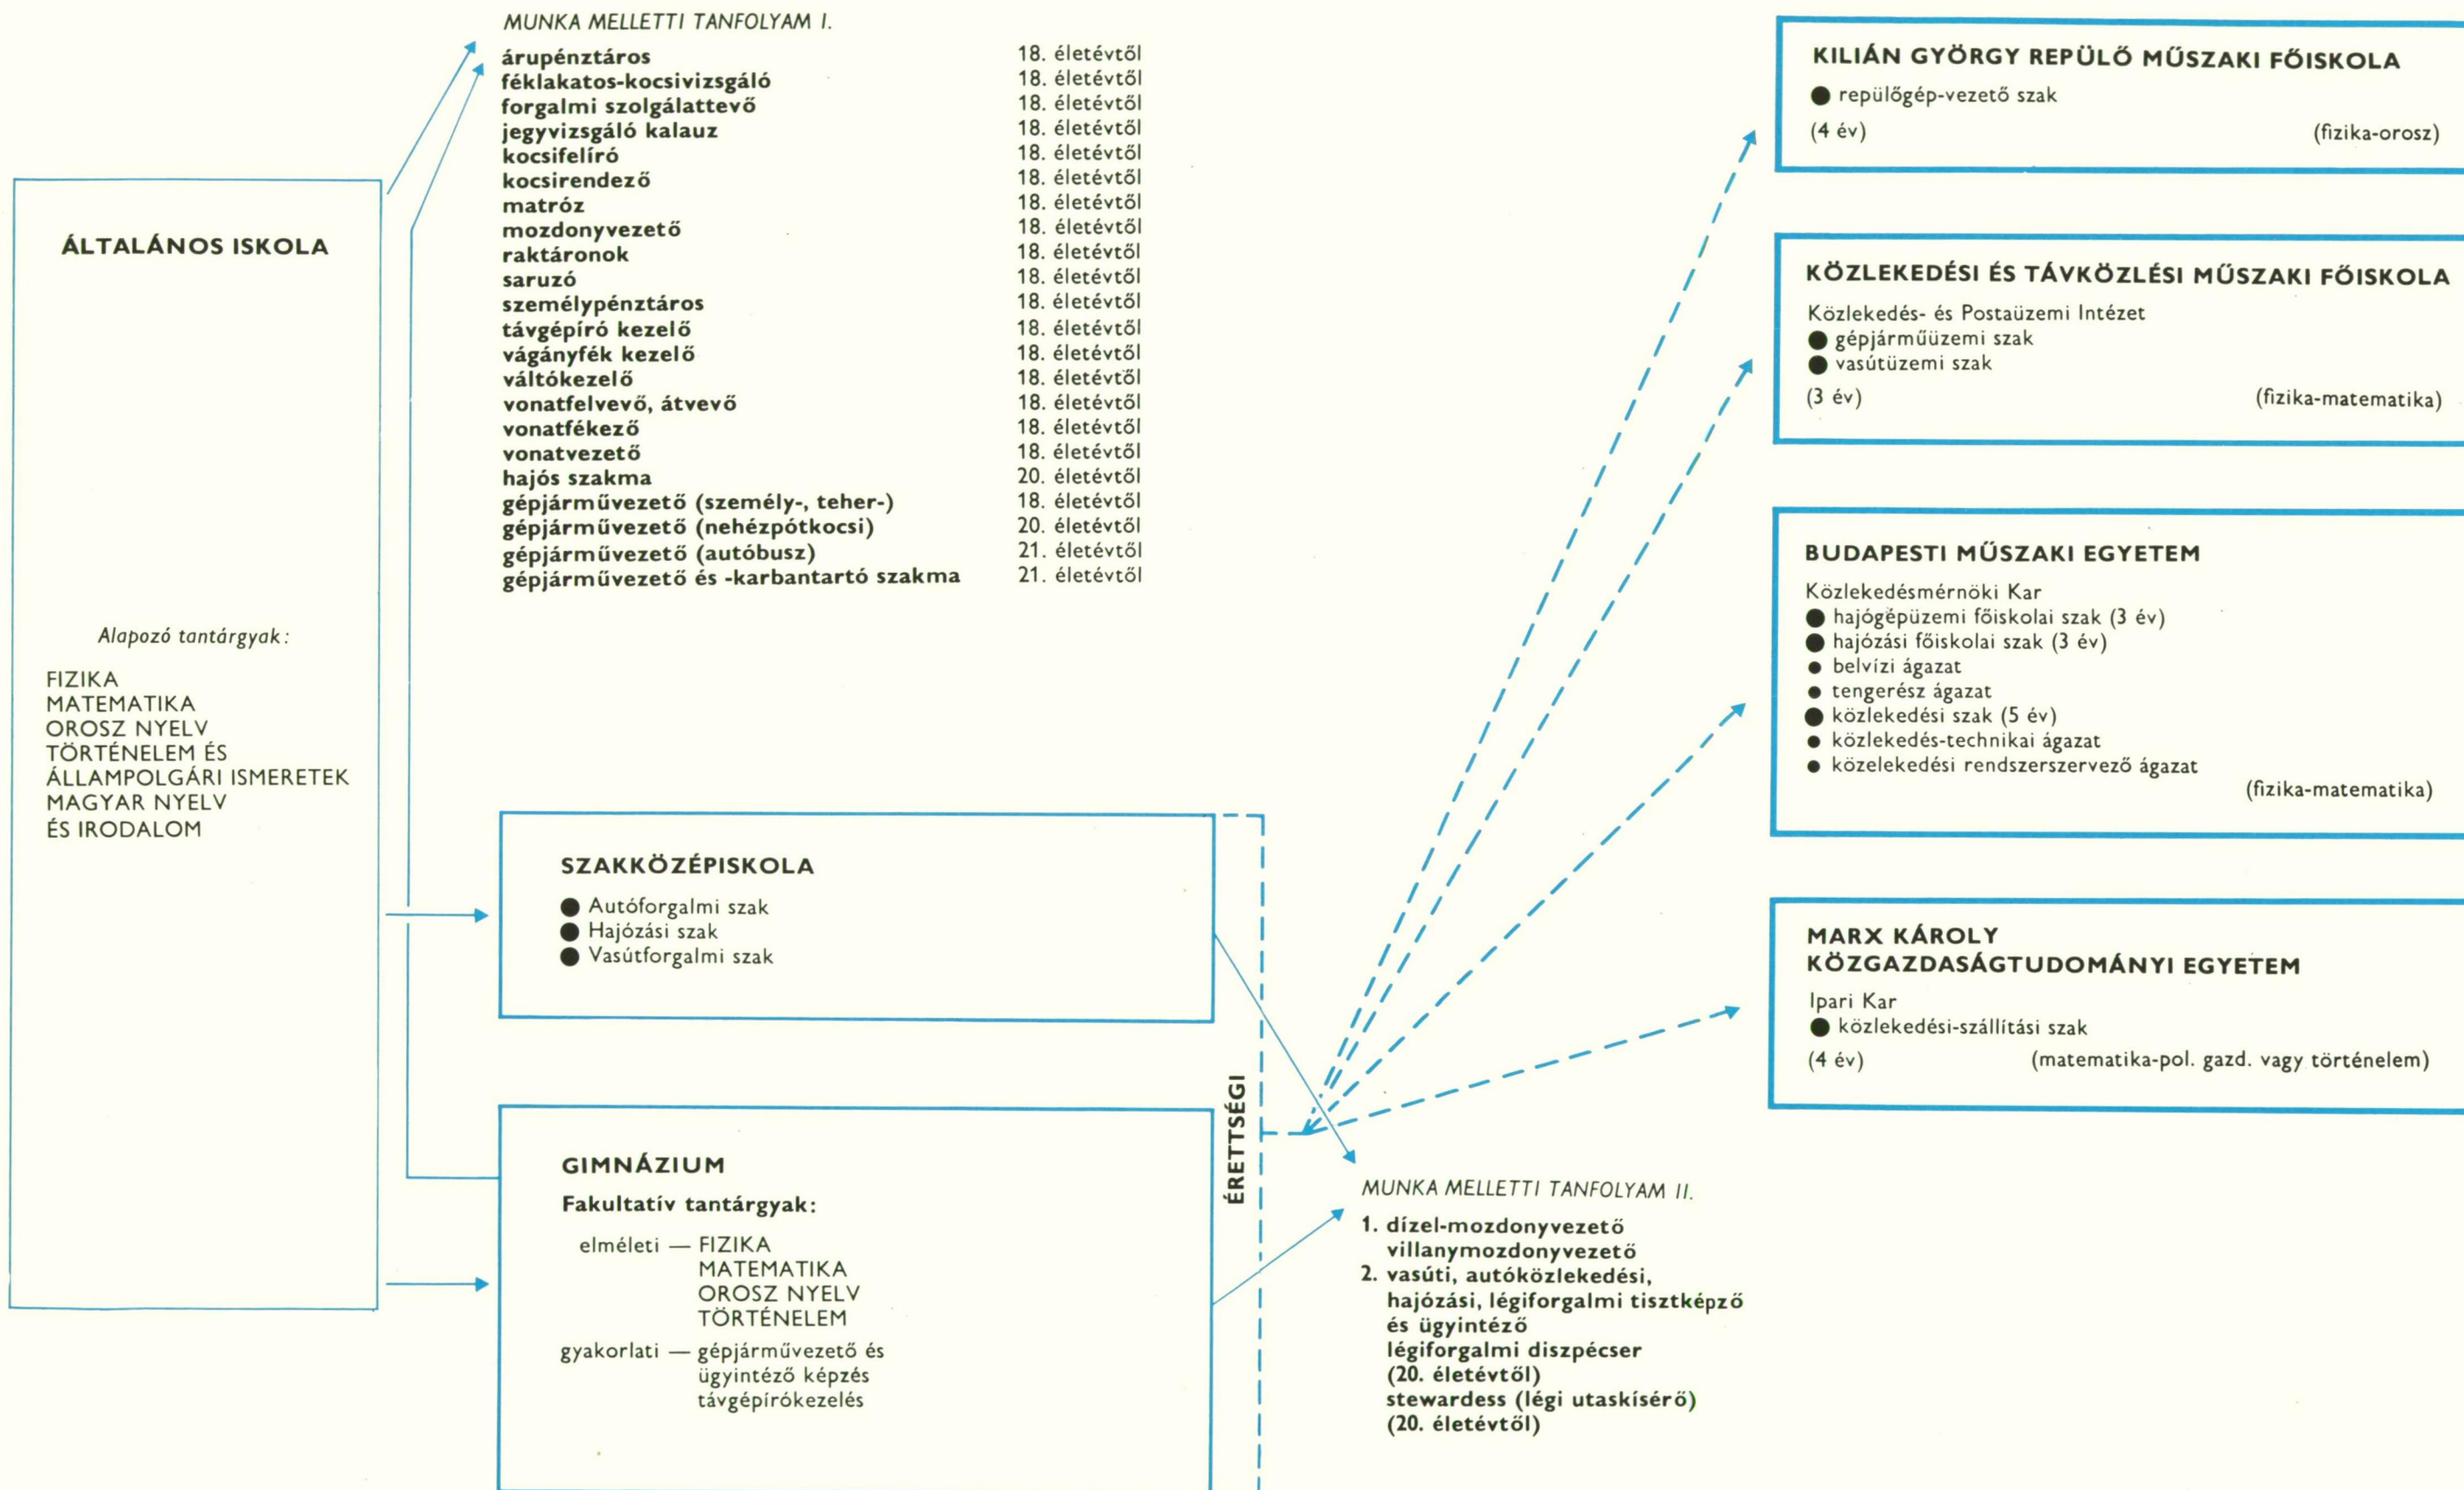 ÁLTALÁNOS ISKOLA
Alapozó tantárgyak:
FIZIKA
MATEMATIKA
OROSZ NYELV
TÖRTÉNELEM ÉS
ÁLLAMPOLGÁRI ISMERETEK
MAGYAR NYELV
ÉS IRODALOM
MUNKA MELLETTI TANFOLYAM I.
árupénztáros 18. életévtől
féklakatos-kocsivizsgáló 18. életévtől
forgalmi szolgálattevő 18. életévtől
jegyvizsgáló kalauz 18. életévtől
kocsifelíró 18. életévtől
kocsirendező 18. életévtől
matróz 18. életévtől
mozdonyvezető 18. életévtől
raktáronok 18. életévtől
saruzó 18. életévtől
személypénztáros 18. életévtől
távgépíró kezelő 18. életévtől
vágányfék kezelő 18. életévtől
váltókezelő 18. életévtől
vonatfelvevő, átvevő 18. életévtől
vonatfékező 18. életévtől
vonatvezető 18. életévtől
hajós szakma 20. életévtől
gépjárművezető (személy-, teher-) 18. életévtől
gépjárművezető (nehézpótkocsi) 20. életévtől
gépjárművezető (autóbusz) 21. életévtől
gépjárművezető és -karbantartó szakma 21. életévtől
SZAKKÖZÉPISKOLA
● Autóforgalmi szak
● Hajózási szak
● Vasútforgalmi szak
GIMNÁZIUM
Fakultatív tantárgyak:
elméleti — FIZIKA
MATEMATIKA
OROSZ NYELV
TÖRTÉNELEM
gyakorlati — gépjárművezető és
ügyintéző képzés
távgépírókezelés
ÉRETTSÉGI
MUNKA MELLETTI TANFOLYAM II.
1. dízel-mozdonyvezető
villanymozdonyvezető
2. vasúti, autóközlekedési,
hajózási, légiforgalmi tisztképző
és ügyintéző
légiforgalmi diszpécser
(20. életévtől)
stewardess (légi utaskísérő)
(20. életévtől)
KILIÁN GYÖRGY REPÜLŐ MŰSZAKI FŐISKOLA
● repülőgép-vezető szak
(4 év) (fizika-orosz)
KÖZLEKEDÉSI ÉS TÁVKÖZLÉSI MŰSZAKI FŐISKOLA
Közlekedés- és Postaüzemi Intézet
● gépjárműüzemi szak
● vasútüzemi szak
(3 év) (fizika-matematika)
BUDAPESTI MŰSZAKI EGYETEM
Közlekedésmérnöki Kar
● hajógépüzemi főiskolai szak (3 év)
● hajózási főiskolai szak (3 év)
● belvízi ágazat
● tengerész ágazat
● közlekedési szak (5 év)
● közlekedés-technikai ágazat
● közelekedési rendszerszervező ágazat
(fizika-matematika)
MARX KÁROLY
KÖZGAZDASÁGTUDOMÁNYI EGYETEM
Ipari Kar
● közlekedési-szállítási szak
(4 év) (matematika-pol. gazd. vagy történelem)